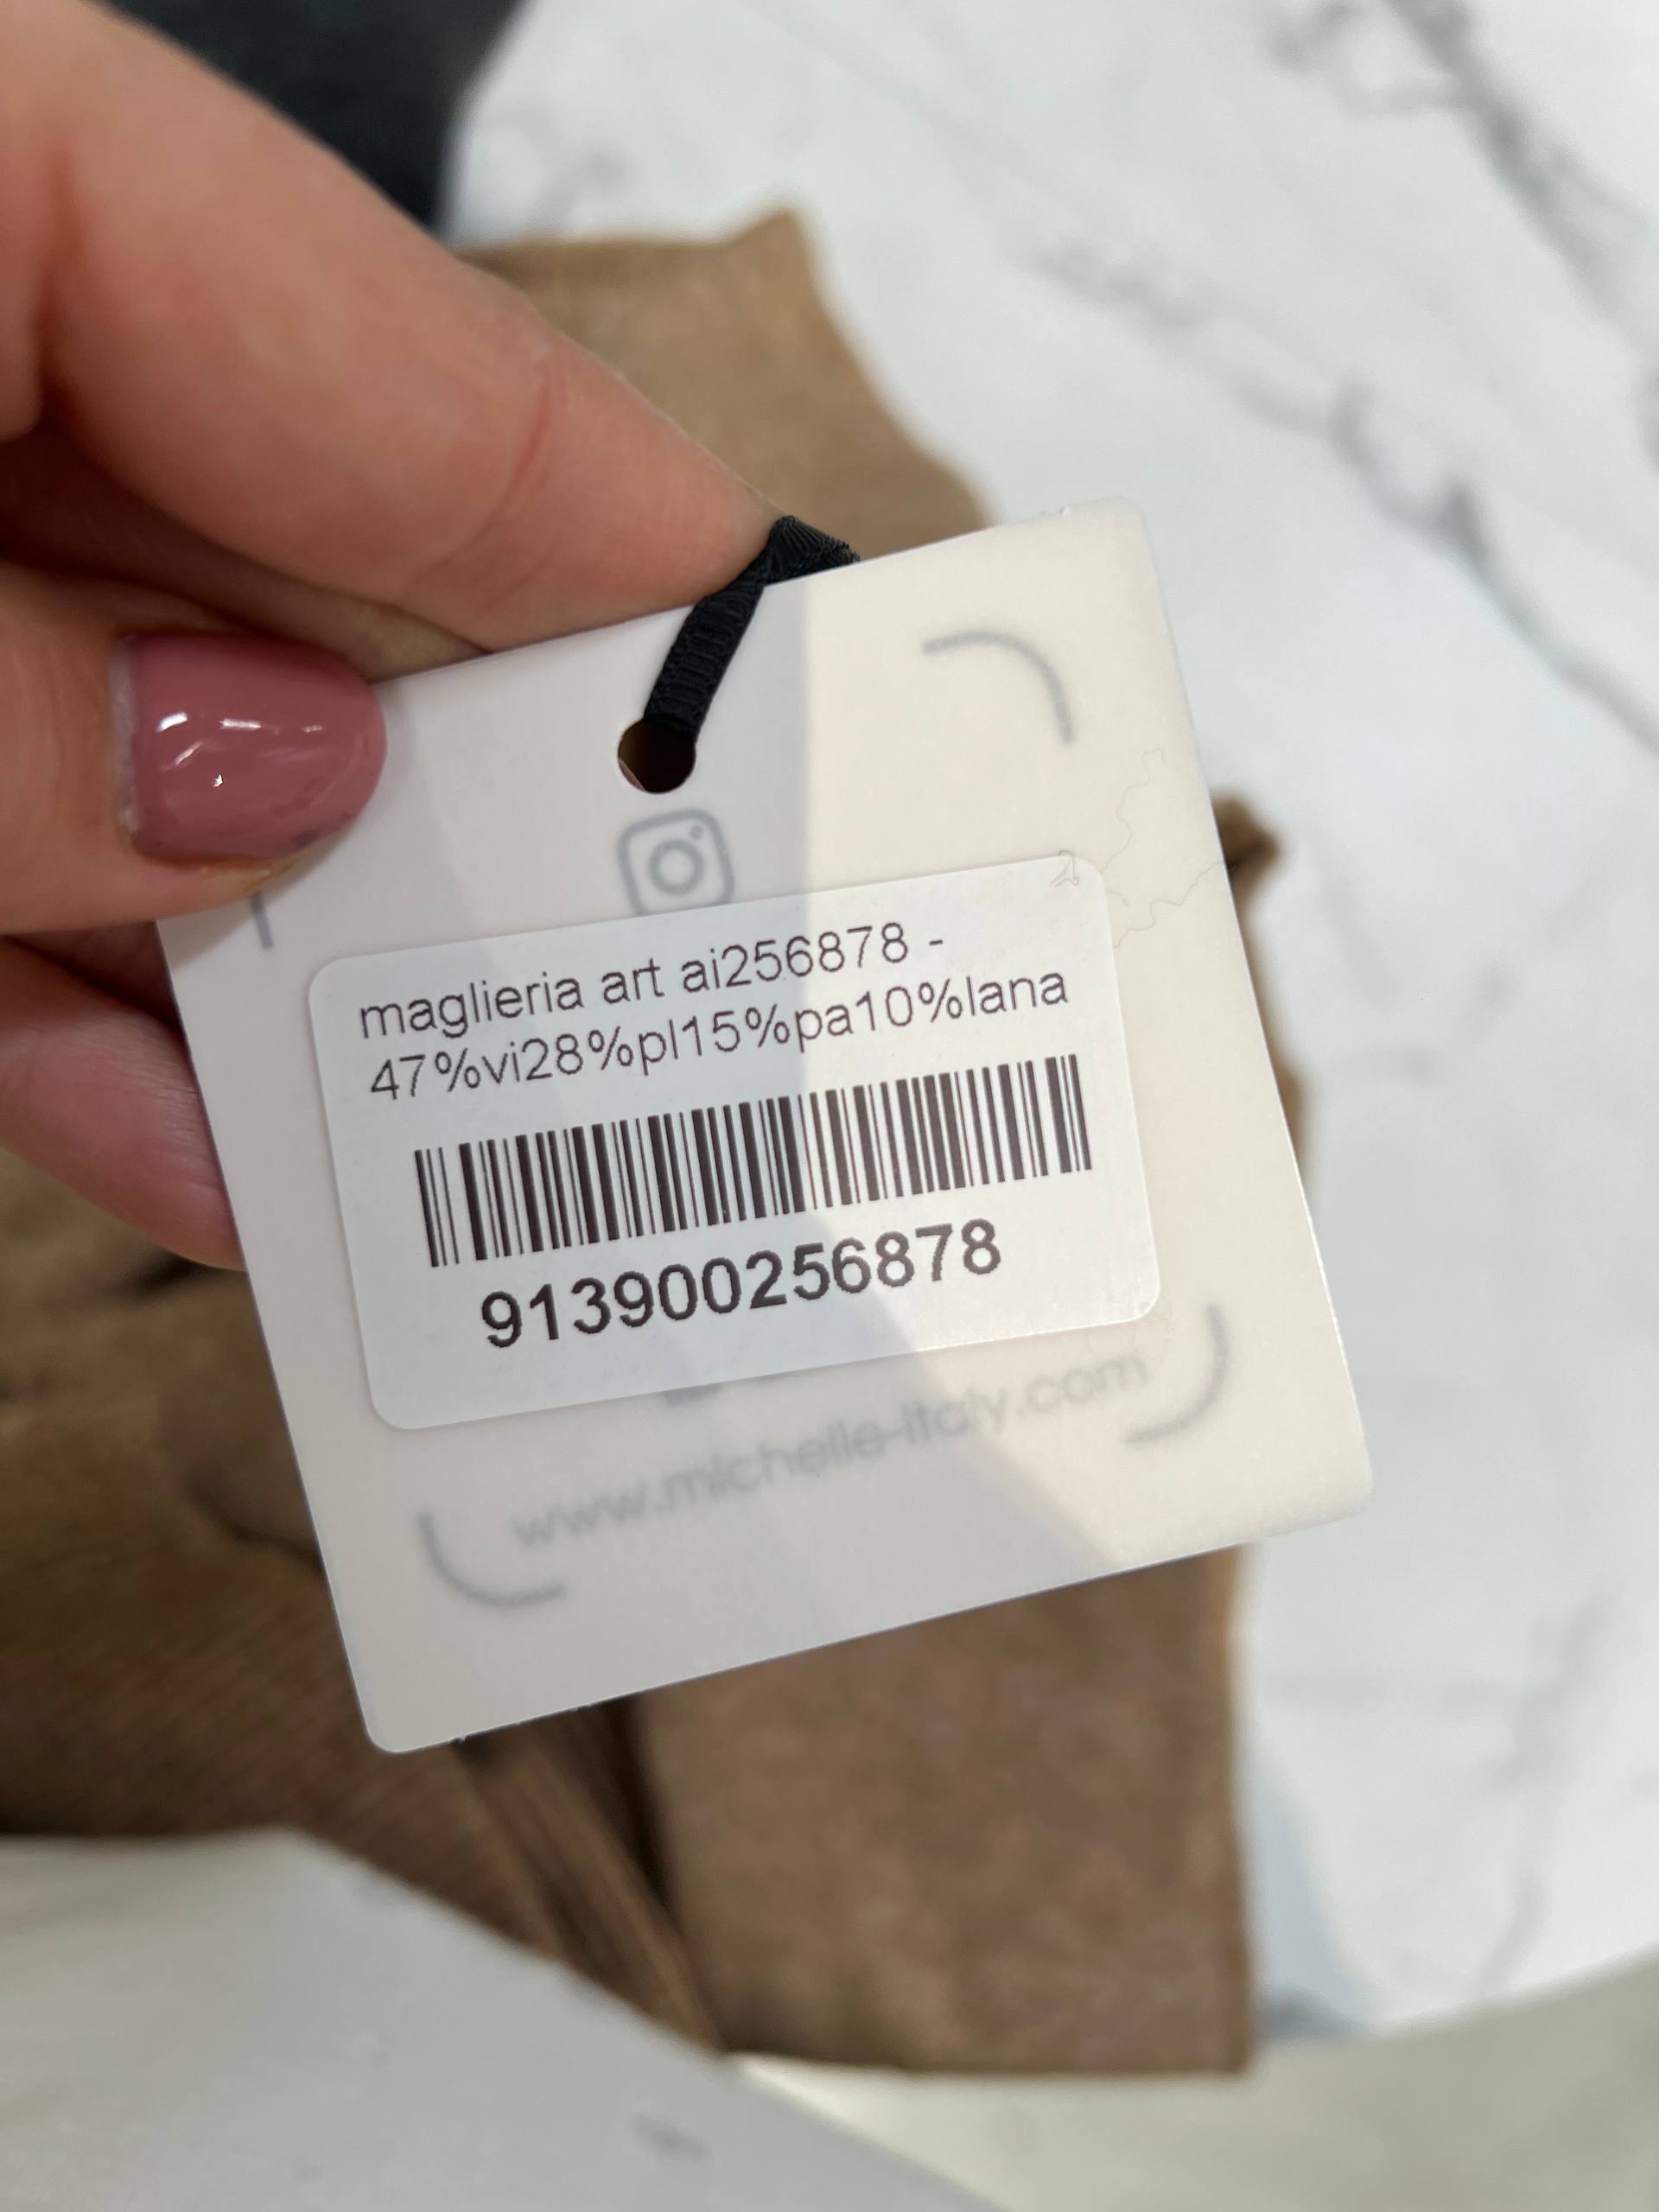 maglieria art ai256878 -
47%vi28%pl15%pa10%lana
913900256878
www.michelle-italy.com